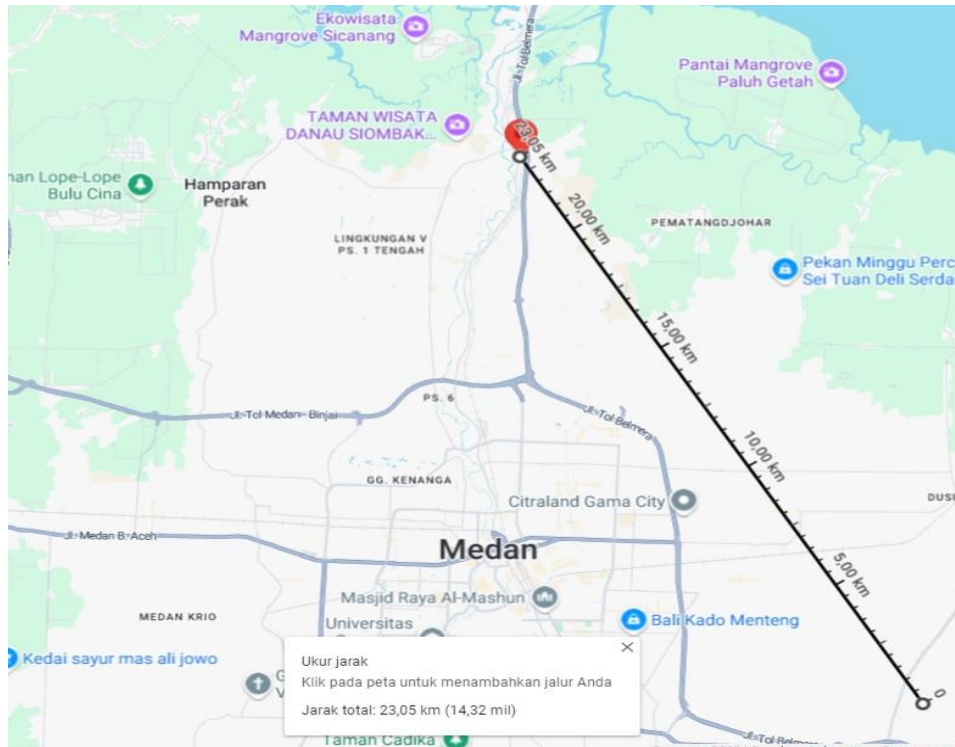 Ekowisata
Mangrove Sicanang
Jl. Tol Belmera
Pantai Mangrove
Paluh Getah
TAMAN WISATA
DANAU SIOMBAK...
23,05 km
Lope-Lope
Bulu Cina
Hamparan
Perak
20,00 km
PEMATANGDJOHAR
LINGKUNGAN V
PS. 1 TENGAH
Pekan Minggu Perc
Sei Tuan Deli Serda
15,00 km
PS. 6
Jl. Tol Medan - Binjai
Jl. Tol Belmera
10,00 km
GG. KENANGA
Citraland Gama City
DUSU
Jl. Medan B. Aceh
Medan
5,00 km
Masjid Raya Al-Mashun
MEDAN KRIO
Universitas
Bali Kado Menteng
Kedai sayur mas ali jowo
Ukur jarak
Klik pada peta untuk menambahkan jalur Anda
Jarak total: 23,05 km (14,32 mil)
0
Jl. Tol Belmera
Taman Cadika